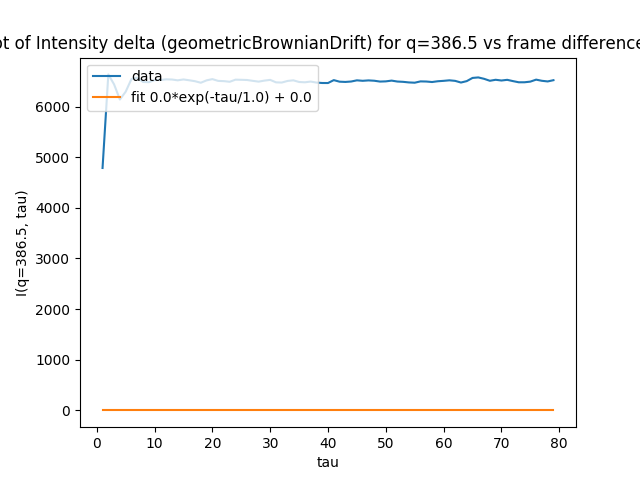 of Intensity delta (geometricBrownianDrift) for q=386.5 vs frame difference
data
fit 0.0*exp(-tau/1.0) + 0.0
I(q=386.5, tau)
6000
5000
4000
3000
2000
1000
0
0 10 20 30 40 50 60 70 80
tau